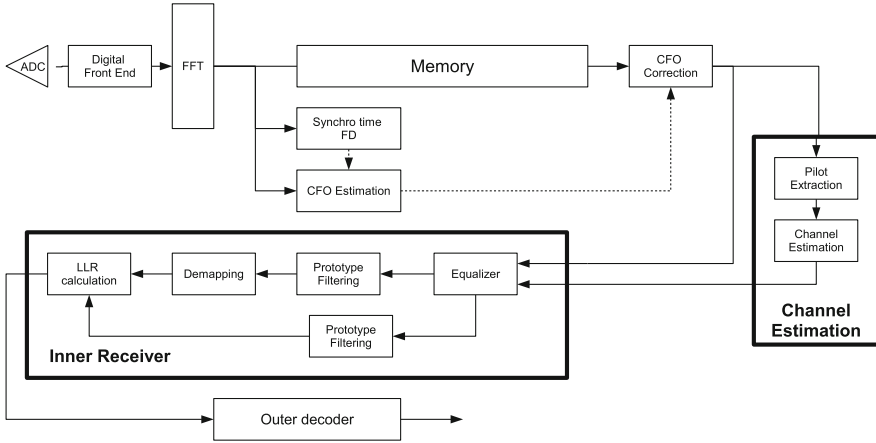 ADC
Digital
Front End
FFT
Memory
CFO
Correction
Synchro time
FD
CFO Estimation
Pilot
Extraction
Channel
Estimation
Channel
Estimation
LLR
calculation
Demapping
Prototype
Filtering
Equalizer
Prototype
Filtering
Inner Receiver
Outer decoder